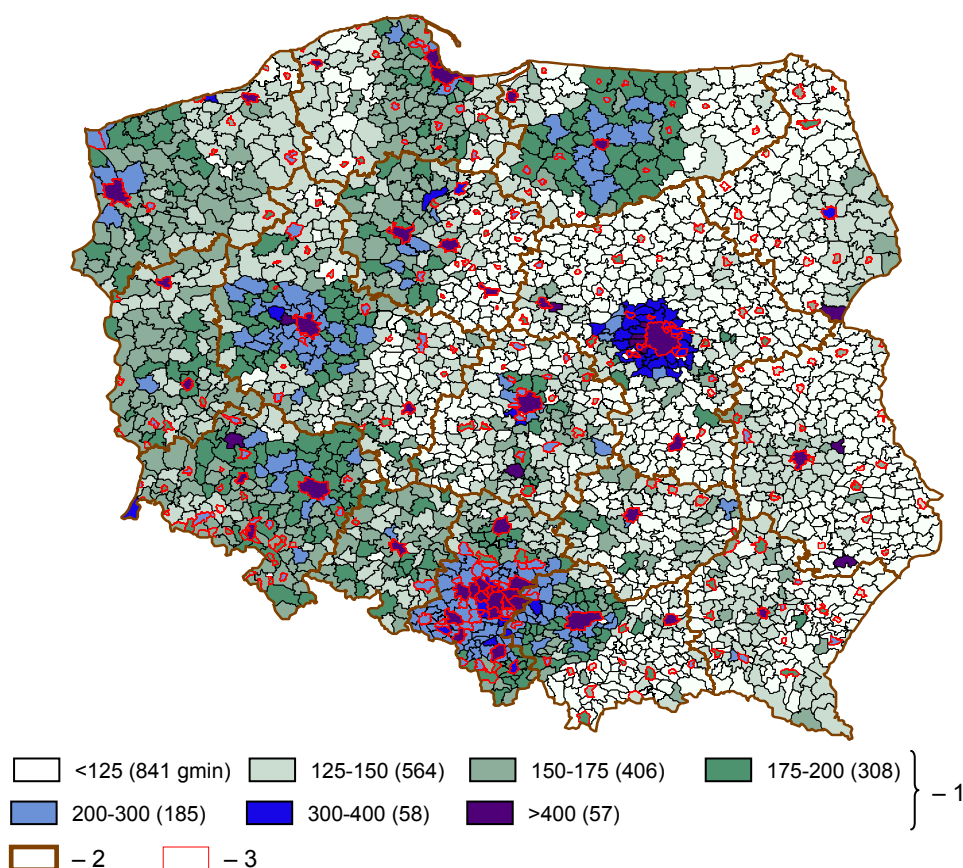 <125 (841 gmin) 125-150 (564) 150-175 (406) 175-200 (308)
– 1
200-300 (185) 300-400 (58) >400 (57)
– 2 – 3